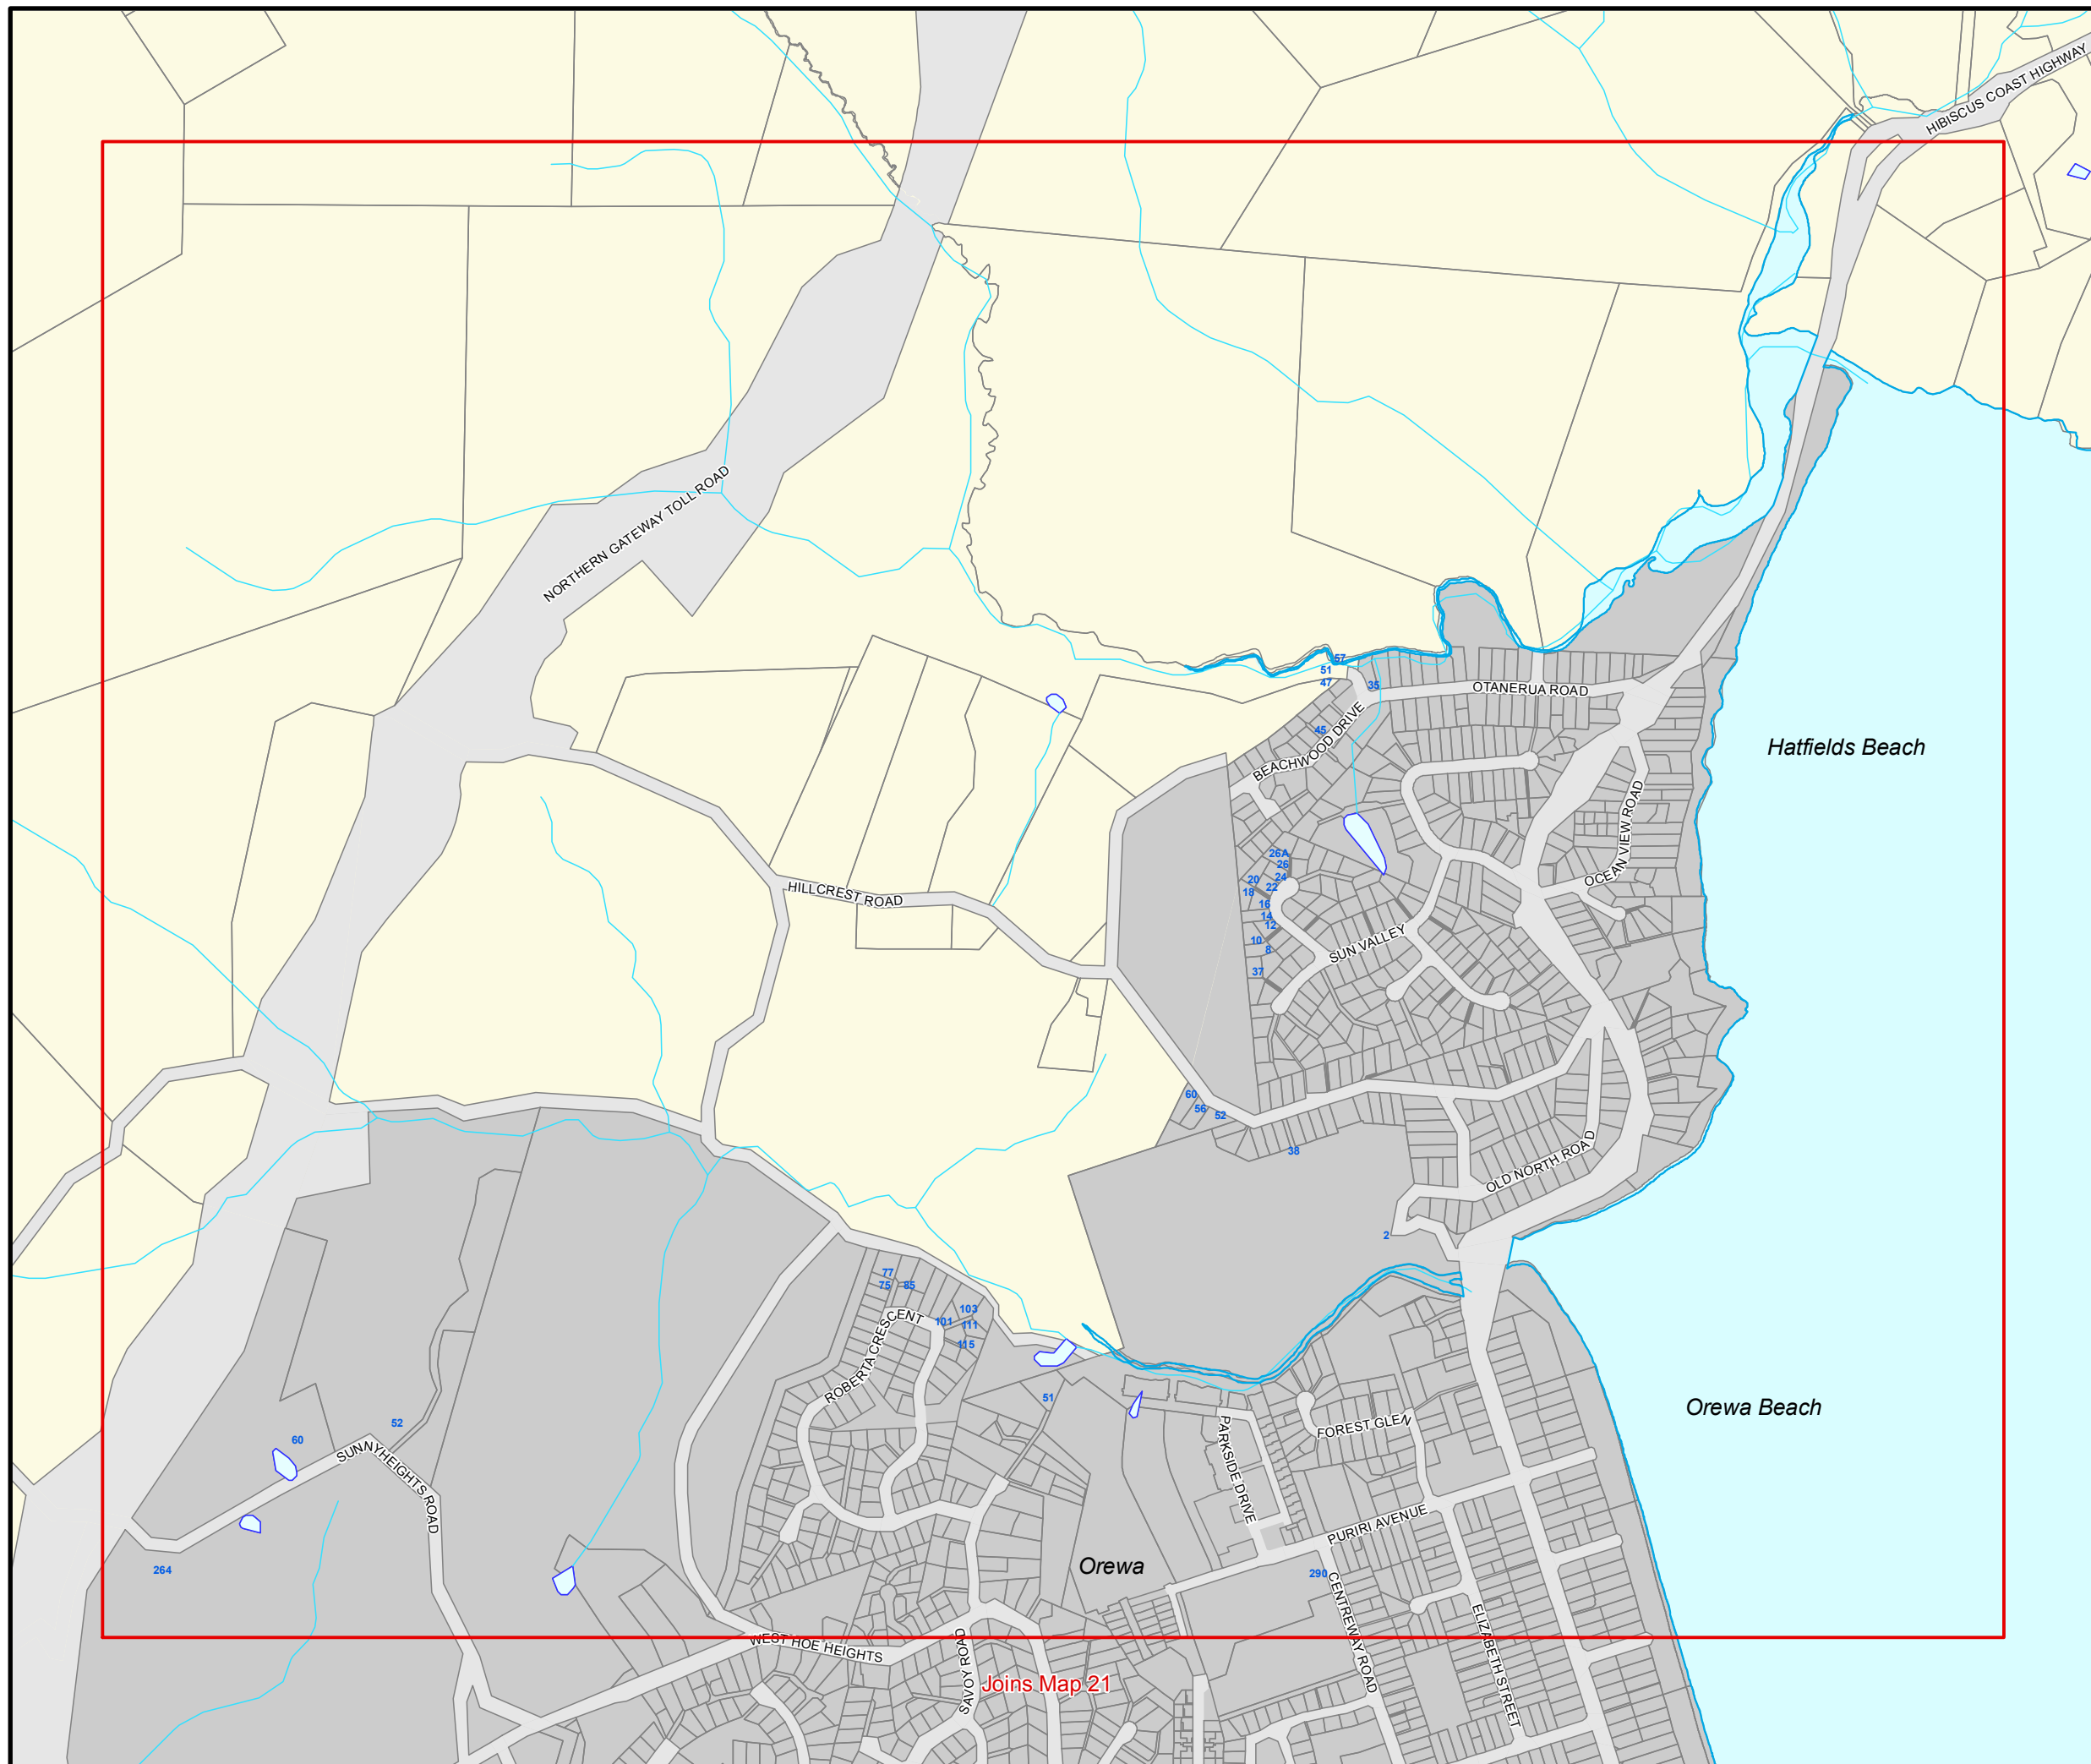 HIBISCUS COAST HIGHWAY
NORTHERN GATEWAY TOLL ROAD
57
51
47
35
OTANERUA ROAD
45
BEACHWOOD DRIVE
Hatfields Beach
OCEAN VIEW ROAD
26A
26
24
20
22
18
16
14
12
10
8
37
SUN VALLEY
HILLCREST ROAD
60
56
52
38
OLD NORTH ROAD
2
77
75
85
103
101
111
115
ROBERTA CRESCENT
51
Orewa Beach
FOREST GLEN
PARKSIDE DRIVE
PURIRI AVENUE
52
60
SUNNYHEIGHTS ROAD
264
Orewa
290
CENTREWAY ROAD
ELIZABETH STREET
WEST HOE HEIGHTS
SAVOY ROAD
Joins Map 21